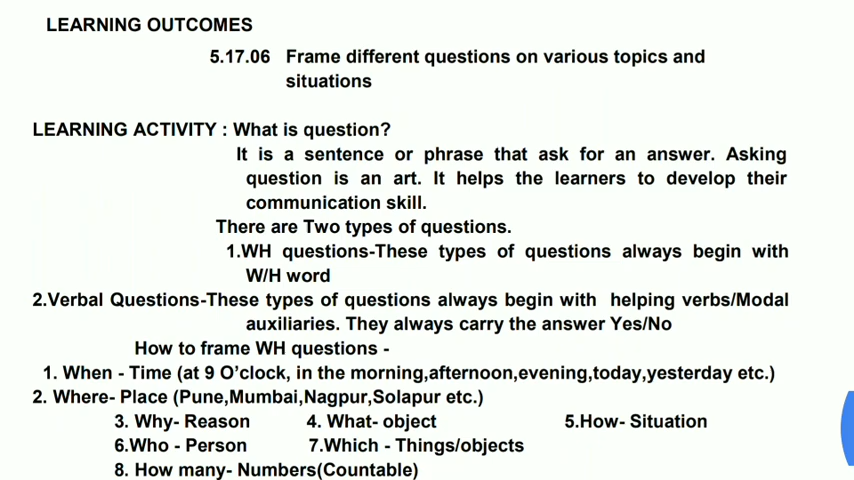 LEARNING OUTCOMES
5.17.06 Frame different questions on various topics and
situations
LEARNING ACTIVITY : What is question?
It is a sentence or phrase that ask for an answer. Asking
question is an art. It helps the learners to develop their
communication skill.
There are Two types of questions.
1.WH questions-These types of questions always begin with
W/H word
2.Verbal Questions-These types of questions always begin with helping verbs/Modal
auxiliaries. They always carry the answer Yes/No
How to frame WH questions -
1. When - Time (at 9 O’clock, in the morning,afternoon,evening,today,yesterday etc.)
2. Where- Place (Pune,Mumbai,Nagpur,Solapur etc.)
3. Why- Reason 4. What- object 5.How- Situation
6.Who - Person 7.Which - Things/objects
8. How many- Numbers(Countable)